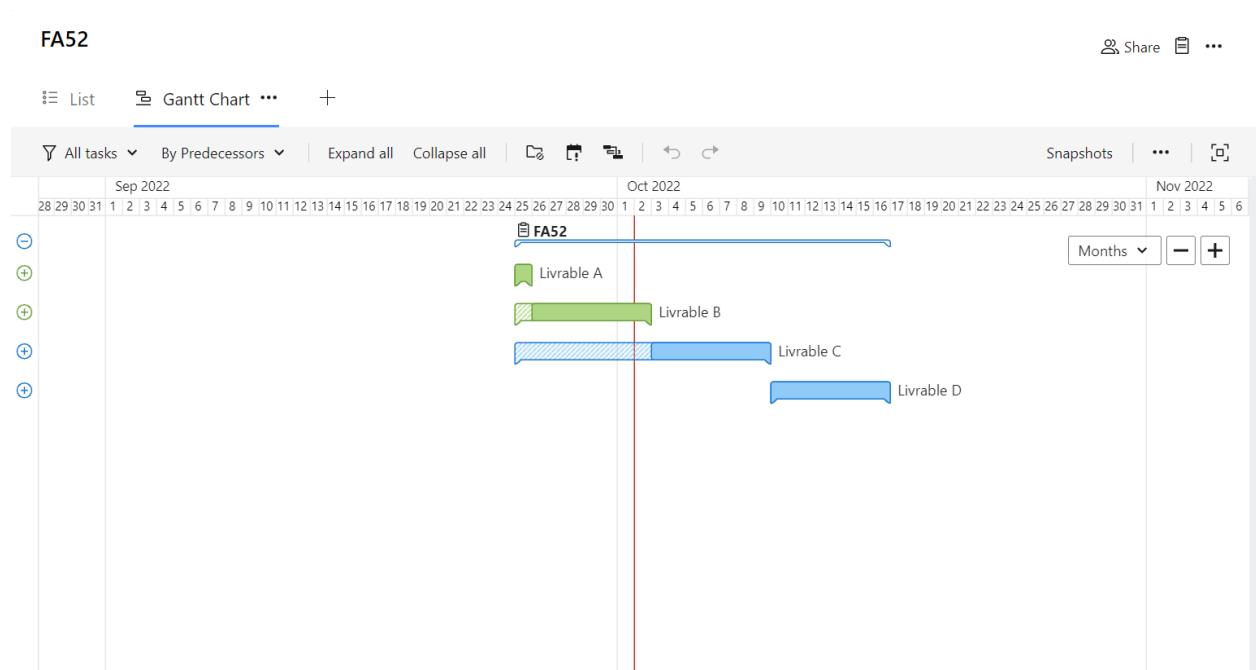 FA52
Share
List
Gantt Chart
All tasks
By Predecessors
Expand all
Collapse all
Snapshots
Sep 2022
Oct 2022
Nov 2022
28 29 30 31 1 2 3 4 5 6 7 8 9 10 11 12 13 14 15 16 17 18 19 20 21 22 23 24 25 26 27 28 29 30 1 2 3 4 5 6 7 8 9 10 11 12 13 14 15 16 17 18 19 20 21 22 23 24 25 26 27 28 29 30 31 1 2 3 4 5 6
FA52
Months
Livrable A
Livrable B
Livrable C
Livrable D